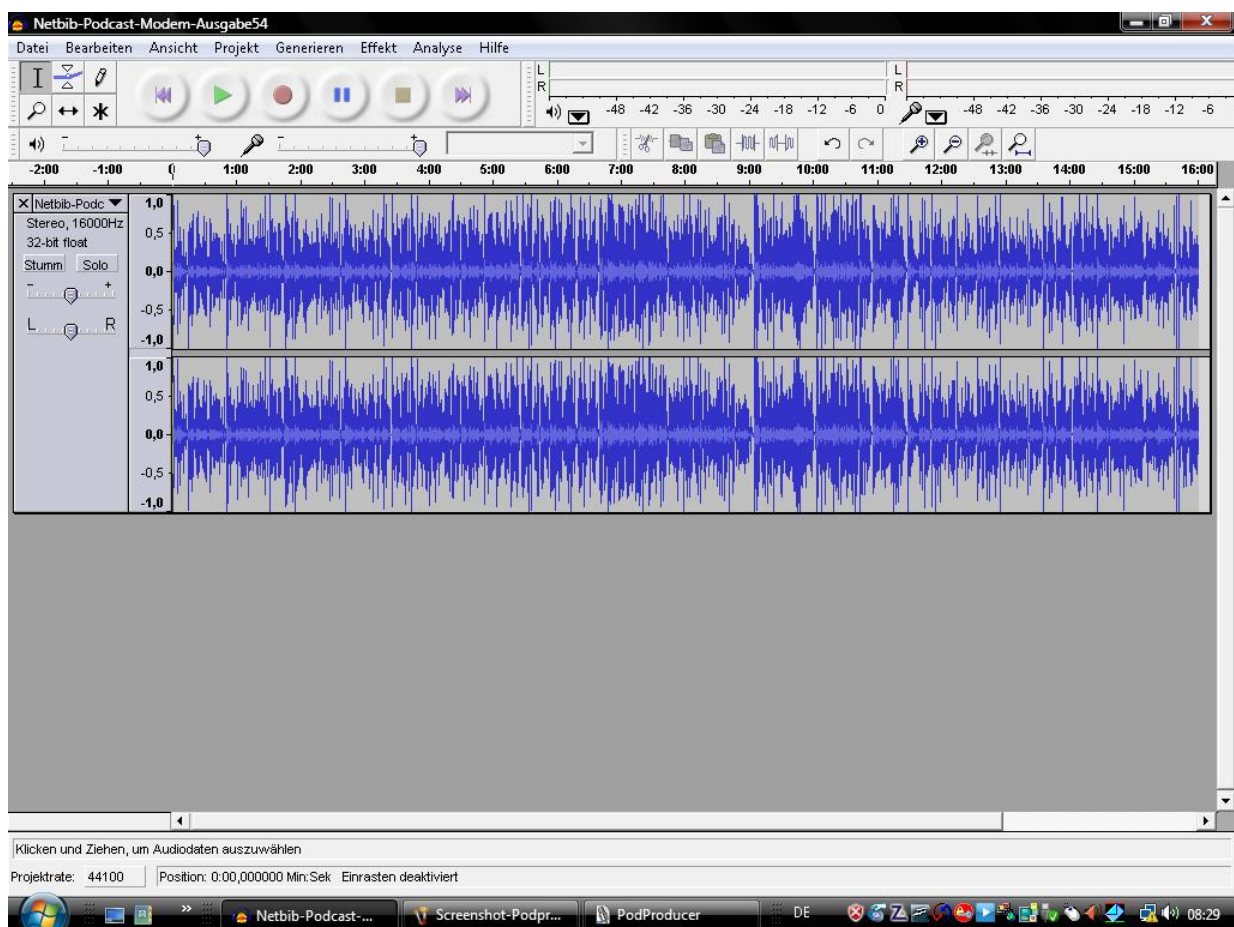 Netbib-Podcast-Modem-Ausgabe54
Datei Bearbeiten Ansicht Projekt Generieren Effekt Analyse Hilfe
L
R
-48 -42 -36 -30 -24 -18 -12 -6 0
L
R
-48 -42 -36 -30 -24 -18 -12 -6
-2:00 -1:00 0 1:00 2:00 3:00 4:00 5:00 6:00 7:00 8:00 9:00 10:00 11:00 12:00 13:00 14:00 15:00 16:00
Netbib-Podc
Stereo, 16000Hz
32-bit float
Stumm Solo
- +
L R
1,0
0,5
0,0
-0,5
-1,0
1,0
0,5
0,0
-0,5
-1,0
Klicken und Ziehen, um Audiodaten auszuwählen
Projektrate: 44100 Position: 0:00,000000 Min:Sek Einrasten deaktiviert
Netbib-Podcast-... Screenshot-Podpr... PodProducer DE 08:29